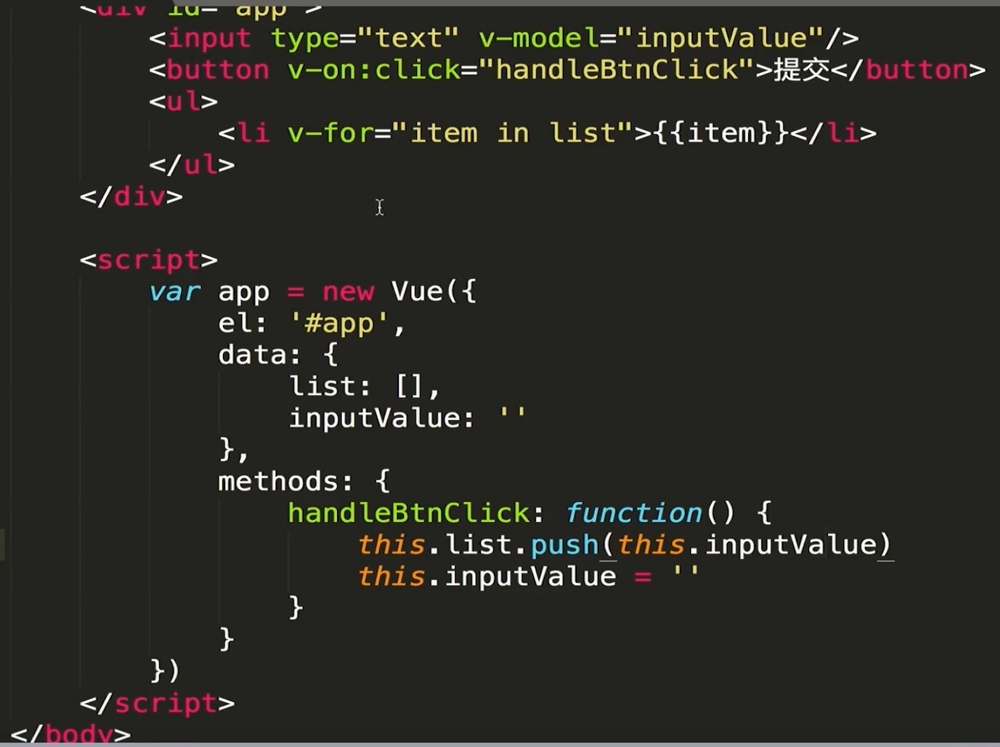 <div id="app">
<input type="text" v-model="inputValue"/>
<button v-on:click="handleBtnClick">提交</button>
<ul>
<li v-for="item in list">{{item}}</li>
</ul>
</div>
<script>
var app = new Vue({
el: '#app',
data: {
list: [],
inputValue: ''
},
methods: {
handleBtnClick: function() {
this.list.push(this.inputValue)
this.inputValue = ''
}
}
})
</script>
</body>